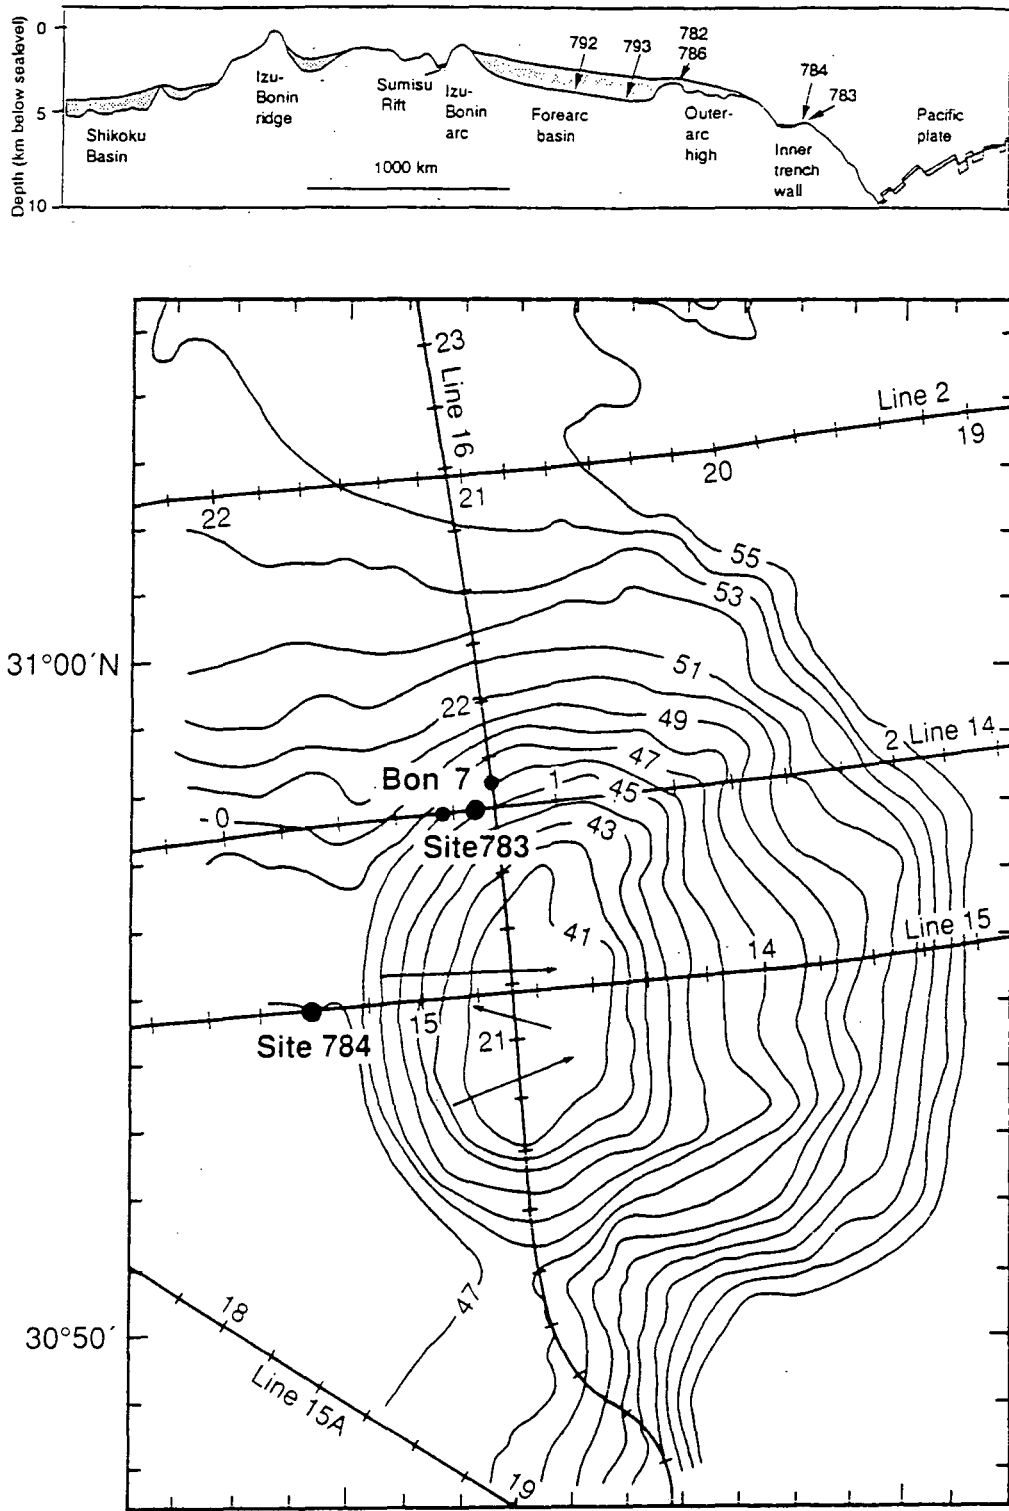 Depth (km below sealevel)
0
5
10
Shikoku
Basin
Izu-
Bonin
ridge
Sumisu
Rift
Izu-
Bonin
arc
792
793
782
786
784
783
Forearc
basin
Outer-
arc
high
Inner
trench
wall
Pacific
plate
1000 km
23
Line 16
Line 2
19
20
21
22
55
53
31°00´N
51
22
49
2 Line 14
47
Bon 7
1
45
-0
43
Site783
41
Line 15
14
15
Site 784
21
47
18
30°50´
Line 15A
19